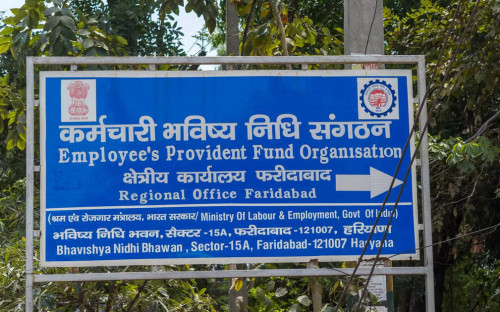 कर्मचारी भविष्य निधि संगठन
Employee's Provident Fund Organisation
क्षेत्रीय कार्यालय फरीदाबाद
Regional Office Faridabad
(श्रम एवं रोजगार मंत्रालय, भारत सरकार/ Ministry Of Labour & Employment, Govt Of India)
भविष्य निधि भवन, सैक्टर -15A, फरीदाबाद -121007, हरियाणा
Bhavishya Nidhi Bhawan , Sector-15A, Faridabad-121007 Haryana